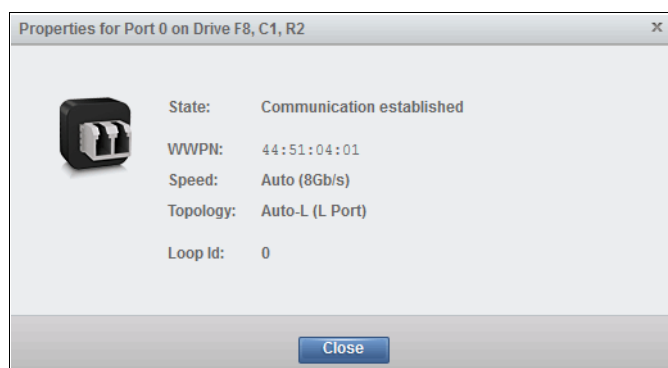 Properties for Port 0 on Drive F8, C1, R2 x
State: Communication established
WWPN: 44:51:04:01
Speed: Auto (8Gb/s)
Topology: Auto-L (L Port)
Loop Id: 0
Close